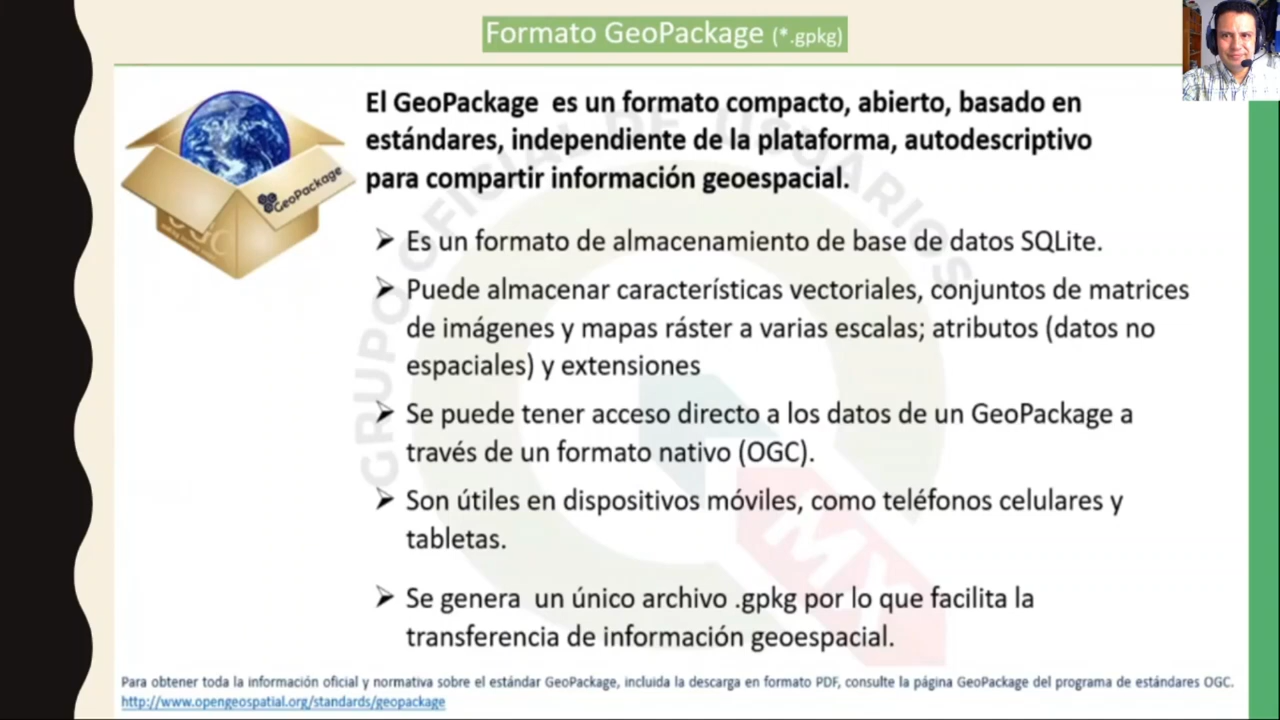 Formato GeoPackage (*.gpkg)
El GeoPackage es un formato compacto, abierto, basado en
estándares, independiente de la plataforma, autodescriptivo
para compartir información geoespacial.
GeoPackage
OGC
GRUPO OFICIAL DE USUARIOS
➢ Es un formato de almacenamiento de base de datos SQLite.
➢ Puede almacenar características vectoriales, conjuntos de matrices
de imágenes y mapas ráster a varias escalas; atributos (datos no
espaciales) y extensiones
➢ Se puede tener acceso directo a los datos de un GeoPackage a
través de un formato nativo (OGC).
➢ Son útiles en dispositivos móviles, como teléfonos celulares y
tabletas.
MX
➢ Se genera un único archivo .gpkg por lo que facilita la
transferencia de información geoespacial.
Para obtener toda la información oficial y normativa sobre el estándar GeoPackage, incluida la descarga en formato PDF, consulte la página GeoPackage del programa de estándares OGC.
http://www.opengeospatial.org/standards/geopackage